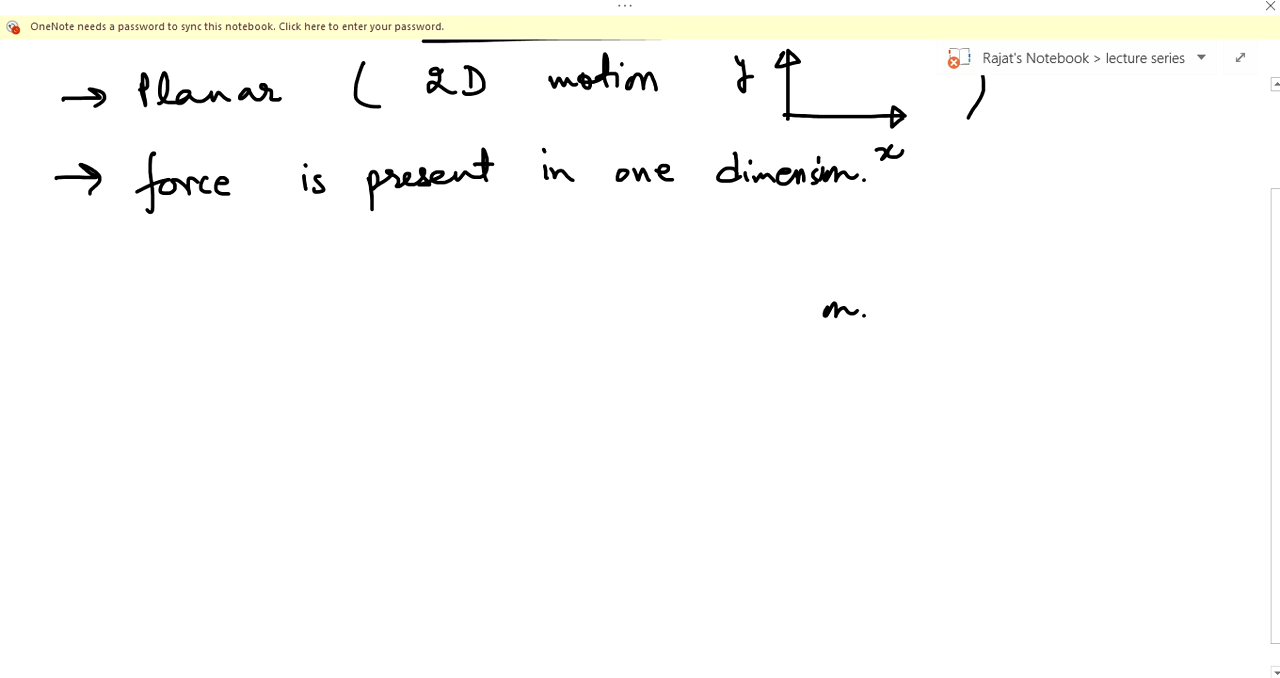 ...
OneNote needs a password to sync this notebook. Click here to enter your password.
Rajat's Notebook > lecture series
→ Planar ( 2D motion y x )
→ force is present in one dimension.
m.